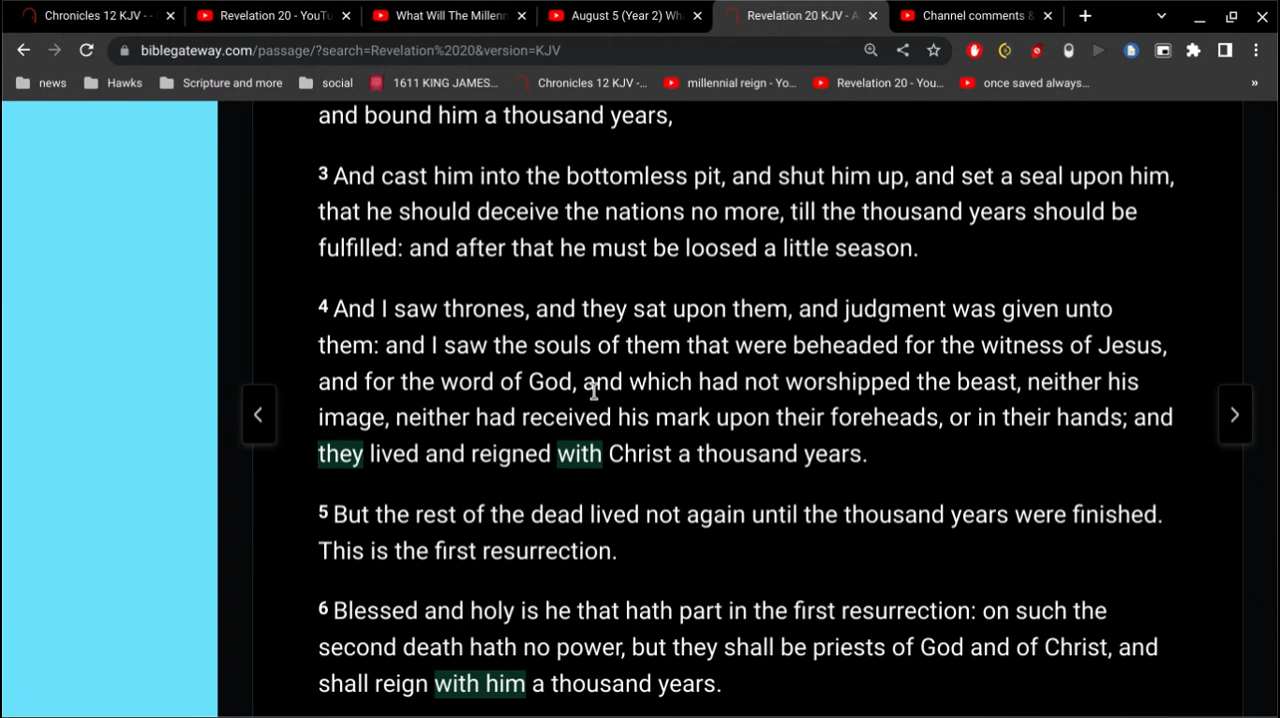 Chronicles 12 KJV - -
Revelation 20 - YouTu
What Will The Millenn
August 5 (Year 2) Wh
Revelation 20 KJV - A
Channel comments &
biblegateway.com/passage/?search=Revelation%2020&version=KJV
news
Hawks
Scripture and more
social
1611 KING JAMES...
Chronicles 12 KJV -...
millennial reign - Yo...
Revelation 20 - You...
once saved always...
»
and bound him a thousand years,
3 And cast him into the bottomless pit, and shut him up, and set a seal upon him,
that he should deceive the nations no more, till the thousand years should be
fulfilled: and after that he must be loosed a little season.
4 And I saw thrones, and they sat upon them, and judgment was given unto
them: and I saw the souls of them that were beheaded for the witness of Jesus,
and for the word of God, and which had not worshipped the beast, neither his
image, neither had received his mark upon their foreheads, or in their hands; and
they lived and reigned with Christ a thousand years.
5 But the rest of the dead lived not again until the thousand years were finished.
This is the first resurrection.
6 Blessed and holy is he that hath part in the first resurrection: on such the
second death hath no power, but they shall be priests of God and of Christ, and
shall reign with him a thousand years.